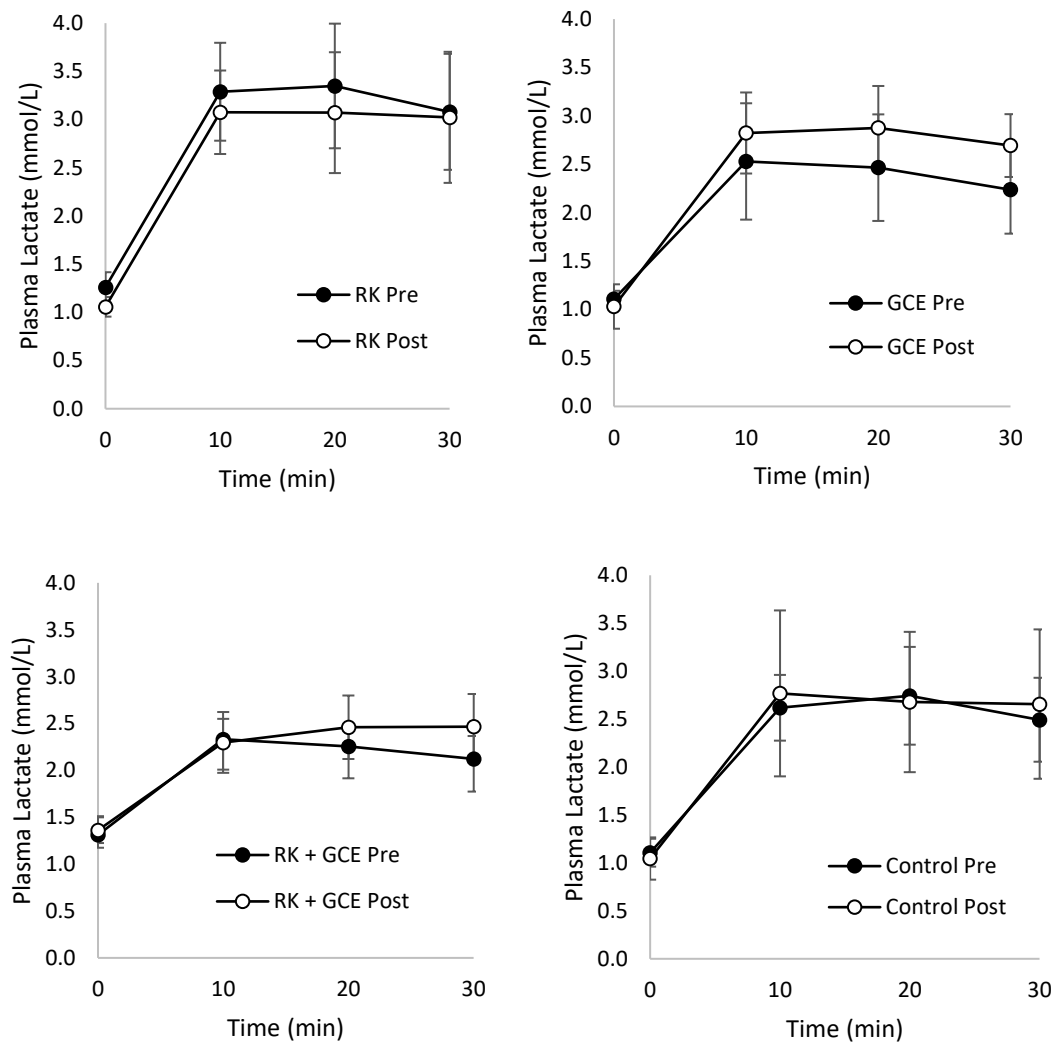 Plasma Lactate (mmol/L)
4.0
3.5
3.0
2.5
2.0
1.5
1.0
0.5
0.0
0 10 20 30
Time (min)
RK Pre
RK Post
Plasma Lactate (mmol/L)
4.0
3.5
3.0
2.5
2.0
1.5
1.0
0.5
0.0
0 10 20 30
Time (min)
GCE Pre
GCE Post
Plasma Lactate (mmol/L)
4.0
3.5
3.0
2.5
2.0
1.5
1.0
0.5
0.0
0 10 20 30
Time (min)
RK + GCE Pre
RK + GCE Post
Plasma Lactate (mmol/L)
4.0
3.5
3.0
2.5
2.0
1.5
1.0
0.5
0.0
0 10 20 30
Time (min)
Control Pre
Control Post